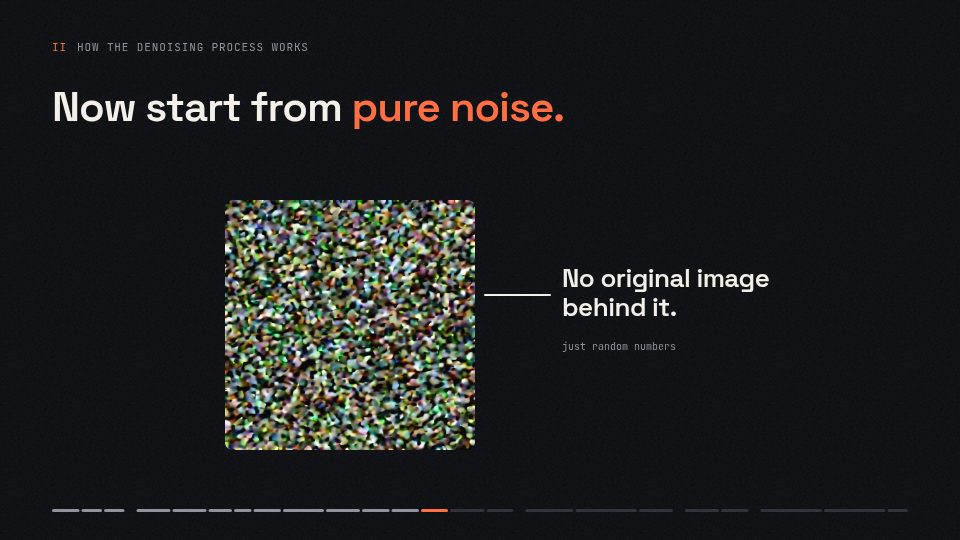 II HOW THE DENOISING PROCESS WORKS
Now start from pure noise.
No original image
behind it.
just random numbers